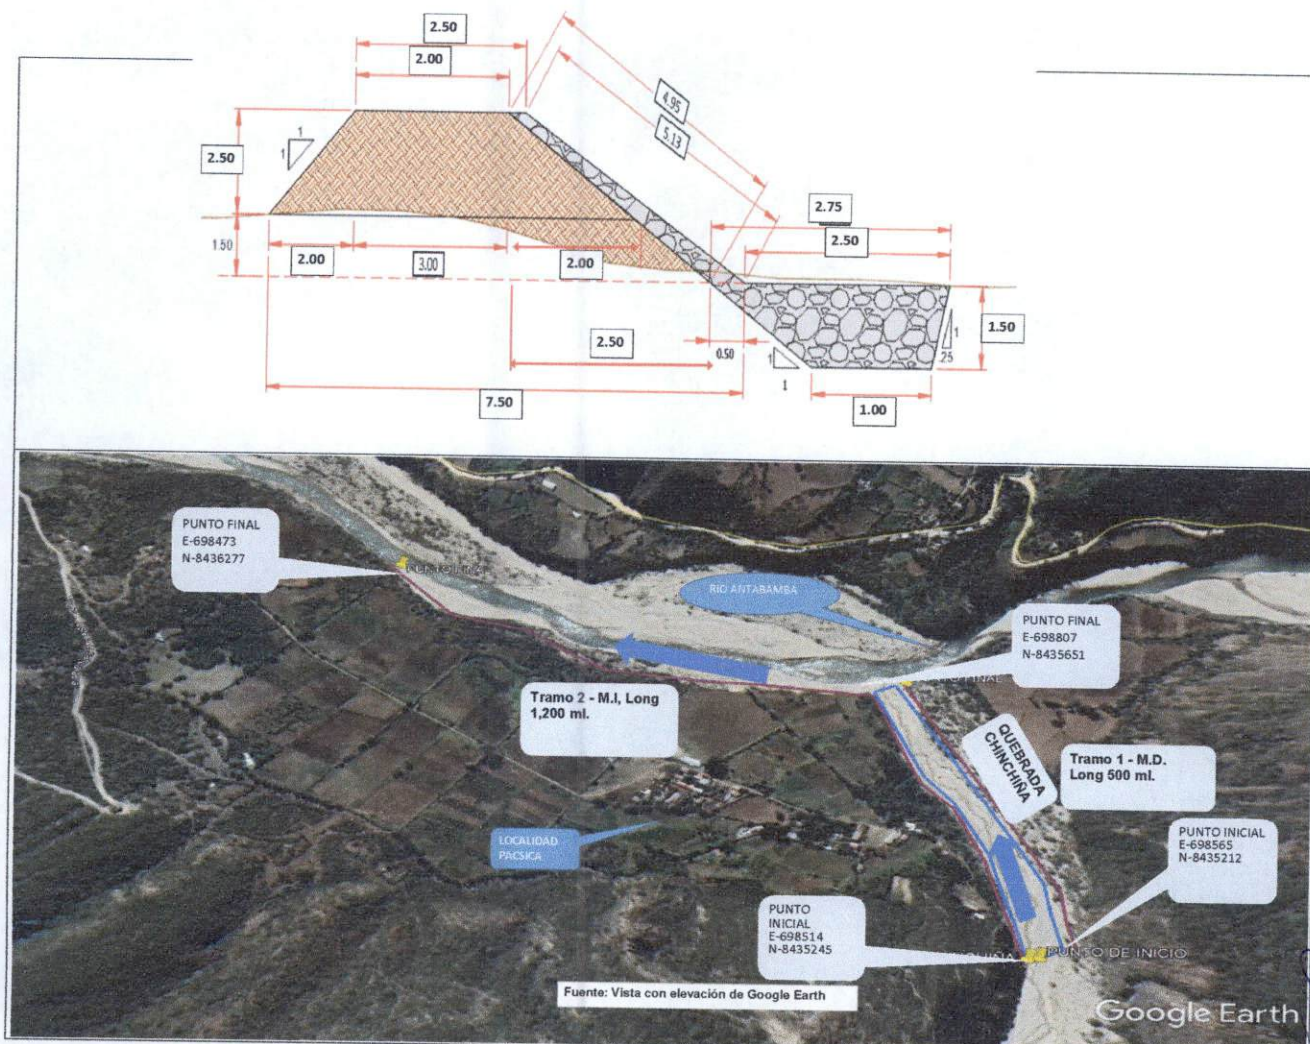 2.50
2.00
4.95
5.13
1
1
2.50
2.75
2.50
1.50
2.00
3.00
2.00
1.50
1
25
2.50
0.50
1
1
7.50
1.00
PUNTO FINAL
E-698473
N-8436277
RIO ANTABAMBA
PUNTO FINAL
E-698807
N-8435651
Tramo 2 - M.I, Long
1,200 ml.
QUEBRADA
CHINCHIÑA
Tramo 1 - M.D.
Long 500 ml.
LOCALIDAD
PACSICA
PUNTO INICIAL
E-698565
N-8435212
PUNTO
INICIAL
E-698514
N-8435245
PUNTO DE INICIO
Fuente: Vista con elevación de Google Earth
Google Earth